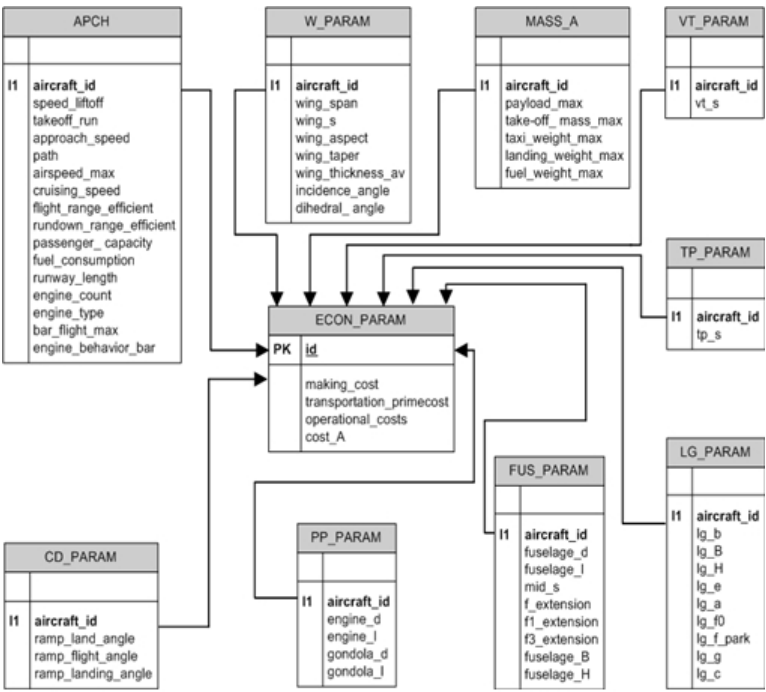 APCH
I1 aircraft_id
speed_liftoff
takeoff_run
approach_speed
path
airspeed_max
cruising_speed
flight_range_efficient
rundown_range_efficient
passenger_ capacity
fuel_consumption
runway_length
engine_count
engine_type
bar_flight_max
engine_behavior_bar
W_PARAM
I1 aircraft_id
wing_span
wing_s
wing_aspect
wing_taper
wing_thickness_av
incidence_angle
dihedral_ angle
MASS_A
I1 aircraft_id
payload_max
take-off_ mass_max
taxi_weight_max
landing_weight_max
fuel_weight_max
VT_PARAM
I1 aircraft_id
vt_s
TP_PARAM
I1 aircraft_id
tp_s
ECON_PARAM
PK id
making_cost
transportation_primecost
operational_costs
cost_A
LG_PARAM
I1 aircraft_id
lg_b
lg_B
lg_H
lg_e
lg_a
lg_f0
lg_f_park
lg_g
lg_c
FUS_PARAM
I1 aircraft_id
fuselage_d
fuselage_l
mid_s
f_extension
f1_extension
f3_extension
fuselage_B
fuselage_H
PP_PARAM
I1 aircraft_id
engine_d
engine_l
gondola_d
gondola_l
CD_PARAM
I1 aircraft_id
ramp_land_angle
ramp_flight_angle
ramp_landing_angle